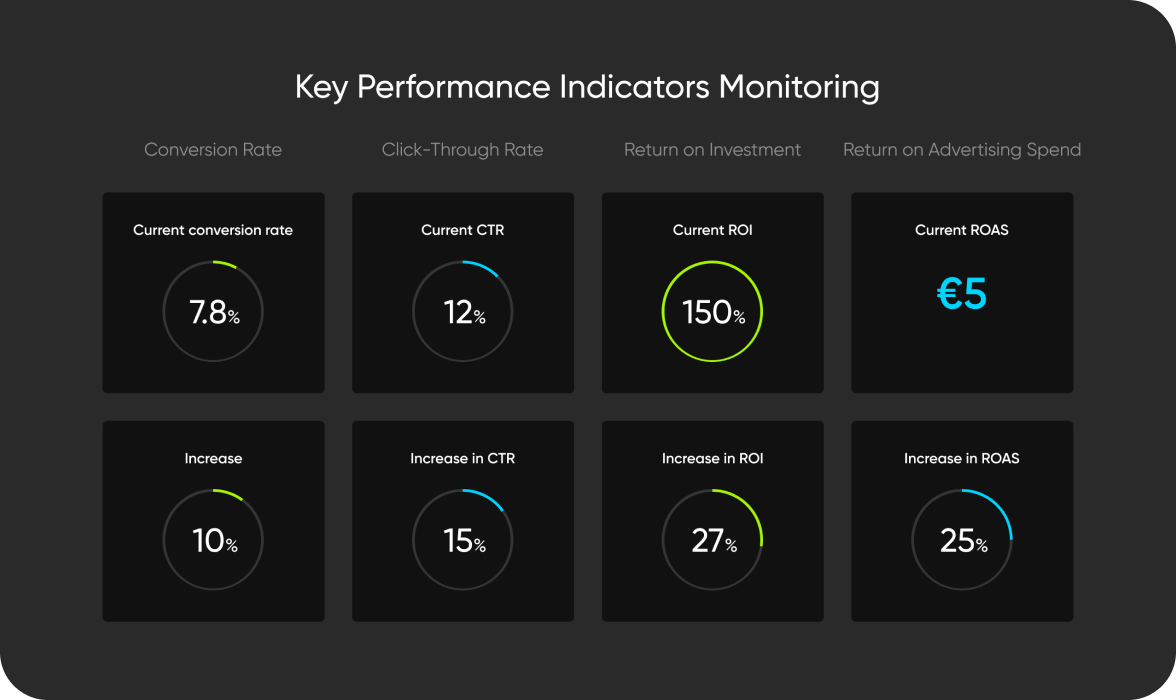 Key Performance Indicators Monitoring
Conversion Rate
Click-Through Rate
Return on Investment
Return on Advertising Spend
Current conversion rate
7.8%
Current CTR
12%
Current ROI
150%
Current ROAS
€5
Increase
10%
Increase in CTR
15%
Increase in ROI
27%
Increase in ROAS
25%